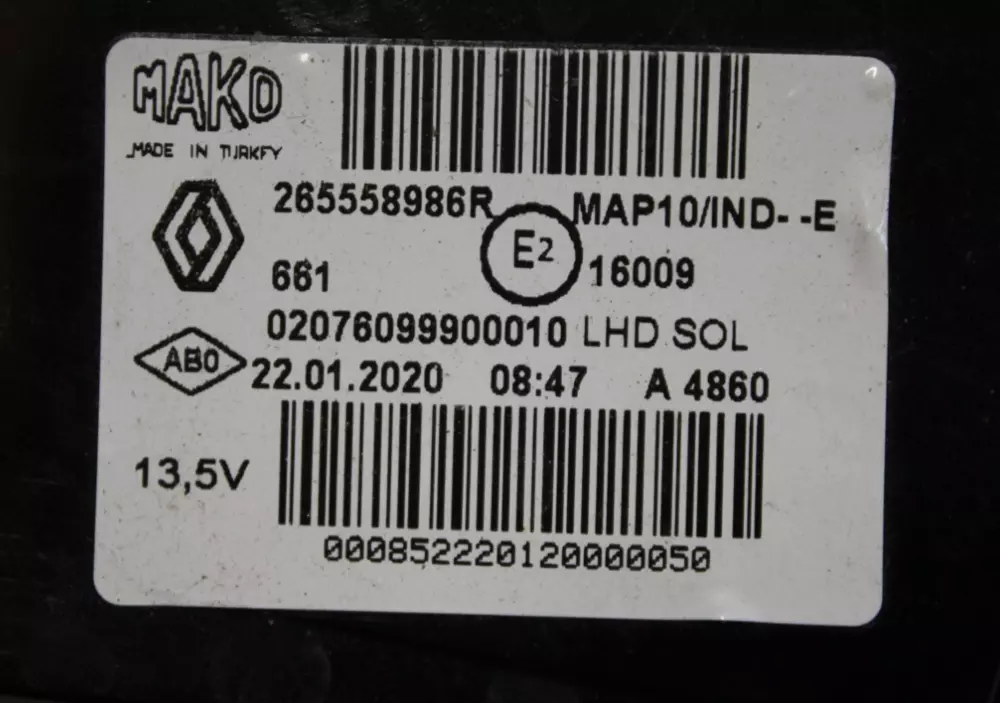 MAKO
MADE IN TURKEY
265558986R MAP10/IND- -E
661 E2 16009
02076099900010 LHD SOL
ABO
22.01.2020 08:47 A 4860
13,5V
0008522201200000050